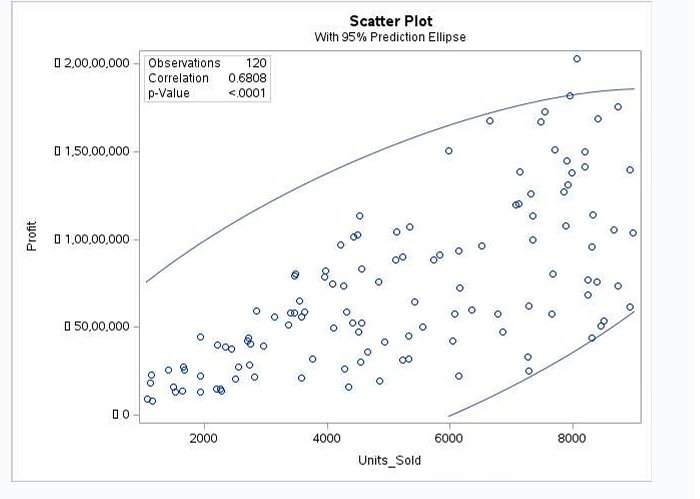 Scatter Plot
With 95% Prediction Ellipse
Observations 120
Correlation 0.6808
p-Value <.0001
▯ 2,00,00,000
▯ 1,50,00,000
▯ 1,00,00,000
▯ 50,00,000
▯ 0
Profit
2000 4000 6000 8000
Units_Sold